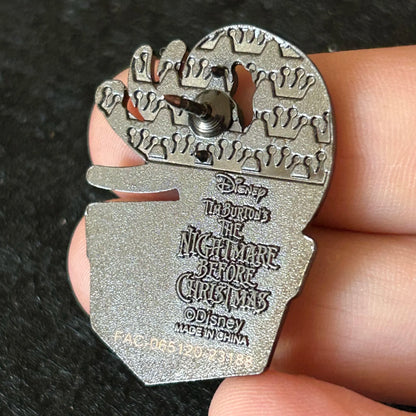 Disney
Tim Burton's
THE
NIGHTMARE
BEFORE
CHRISTMAS
©Disney
MADE IN CHINA
FAC-065120-23188